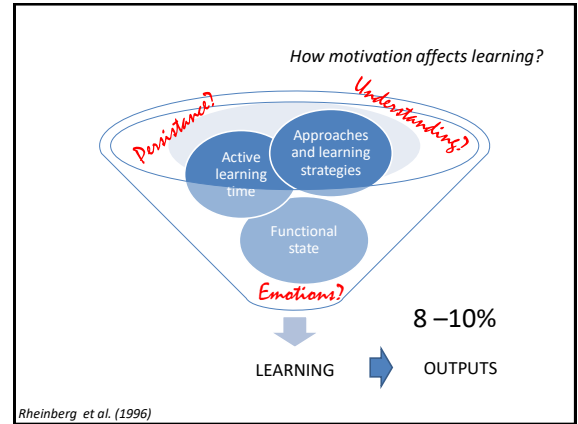 How motivation affects learning?
Persistance?
Understanding?
Active
learning
time
Approaches
and learning
strategies
Functional
state
Emotions?
8 –10%
LEARNING
OUTPUTS
Rheinberg et al. (1996)